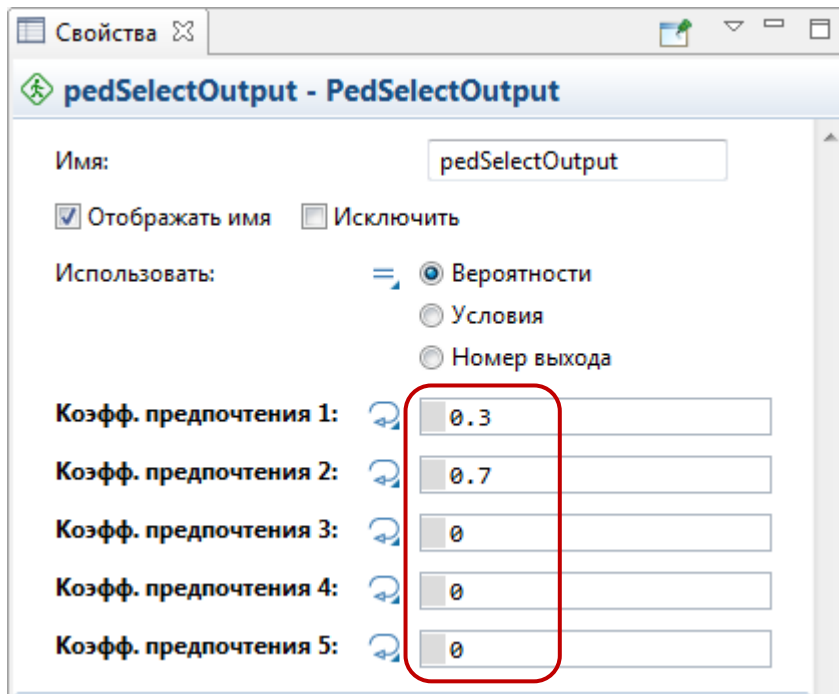 Свойства
pedSelectOutput - PedSelectOutput
Имя: pedSelectOutput
Отображать имя Исключить
Использовать: Вероятности
Условия
Номер выхода
Коэфф. предпочтения 1: 0.3
Коэфф. предпочтения 2: 0.7
Коэфф. предпочтения 3: 0
Коэфф. предпочтения 4: 0
Коэфф. предпочтения 5: 0